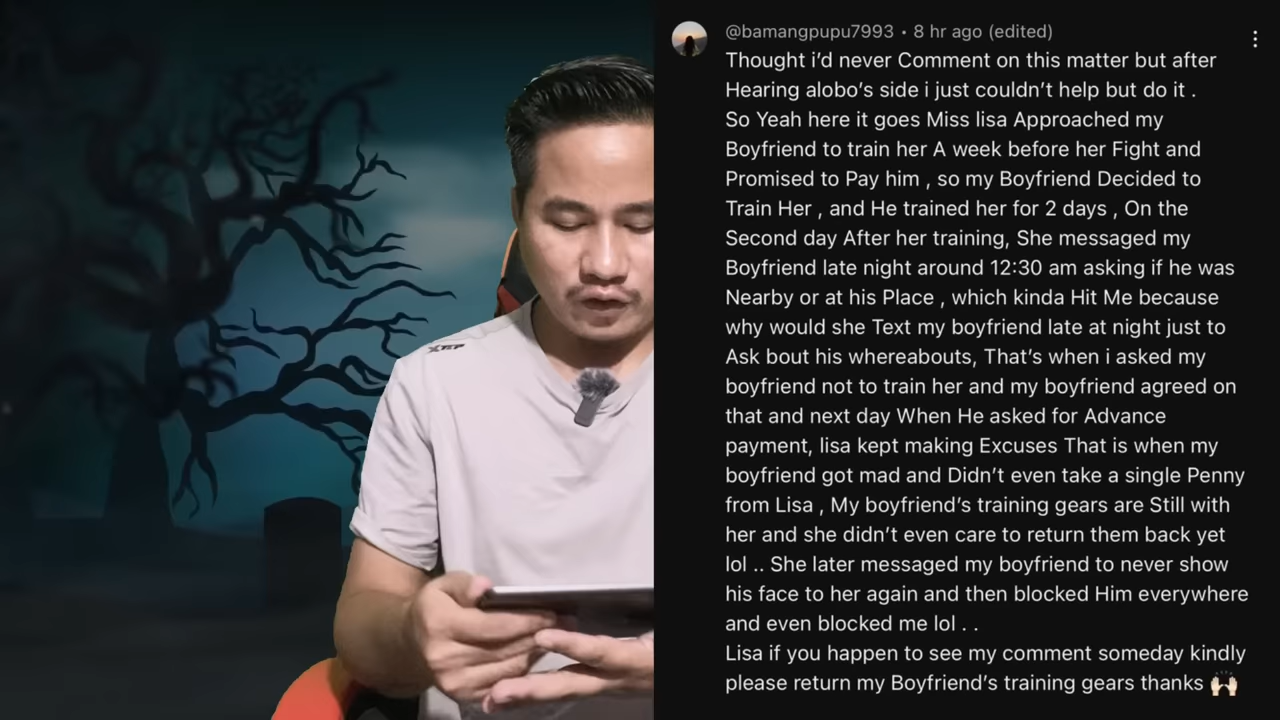 @bamangpupu7993 • 8 hr ago (edited)
Thought i’d never Comment on this matter but after
Hearing alobo’s side i just couldn’t help but do it .
So Yeah here it goes Miss lisa Approached my
Boyfriend to train her A week before her Fight and
Promised to Pay him , so my Boyfriend Decided to
Train Her , and He trained her for 2 days , On the
Second day After her training, She messaged my
Boyfriend late night around 12:30 am asking if he was
Nearby or at his Place , which kinda Hit Me because
why would she Text my boyfriend late at night just to
Ask bout his whereabouts, That’s when i asked my
boyfriend not to train her and my boyfriend agreed on
that and next day When He asked for Advance
payment, lisa kept making Excuses That is when my
boyfriend got mad and Didn’t even take a single Penny
from Lisa , My boyfriend’s training gears are Still with
her and she didn’t even care to return them back yet
lol .. She later messaged my boyfriend to never show
his face to her again and then blocked Him everywhere
and even blocked me lol . .
Lisa if you happen to see my comment someday kindly
please return my Boyfriend’s training gears thanks 🙌🏻
XTEP